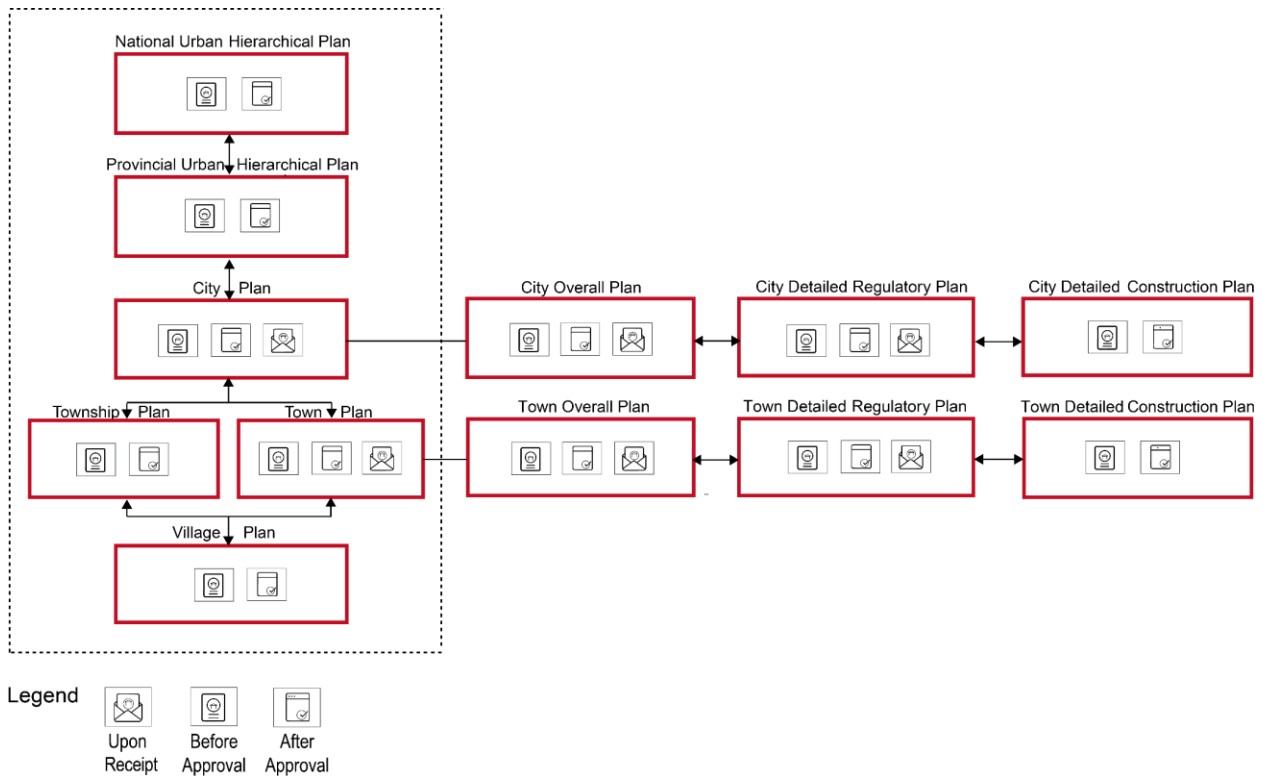 National Urban Hierarchical Plan
Provincial Urban Hierarchical Plan
City Plan
City Overall Plan
City Detailed Regulatory Plan
City Detailed Construction Plan
Township Plan
Town Plan
Town Overall Plan
Town Detailed Regulatory Plan
Town Detailed Construction Plan
Village Plan
Legend
Upon
Receipt
Before
Approval
After
Approval